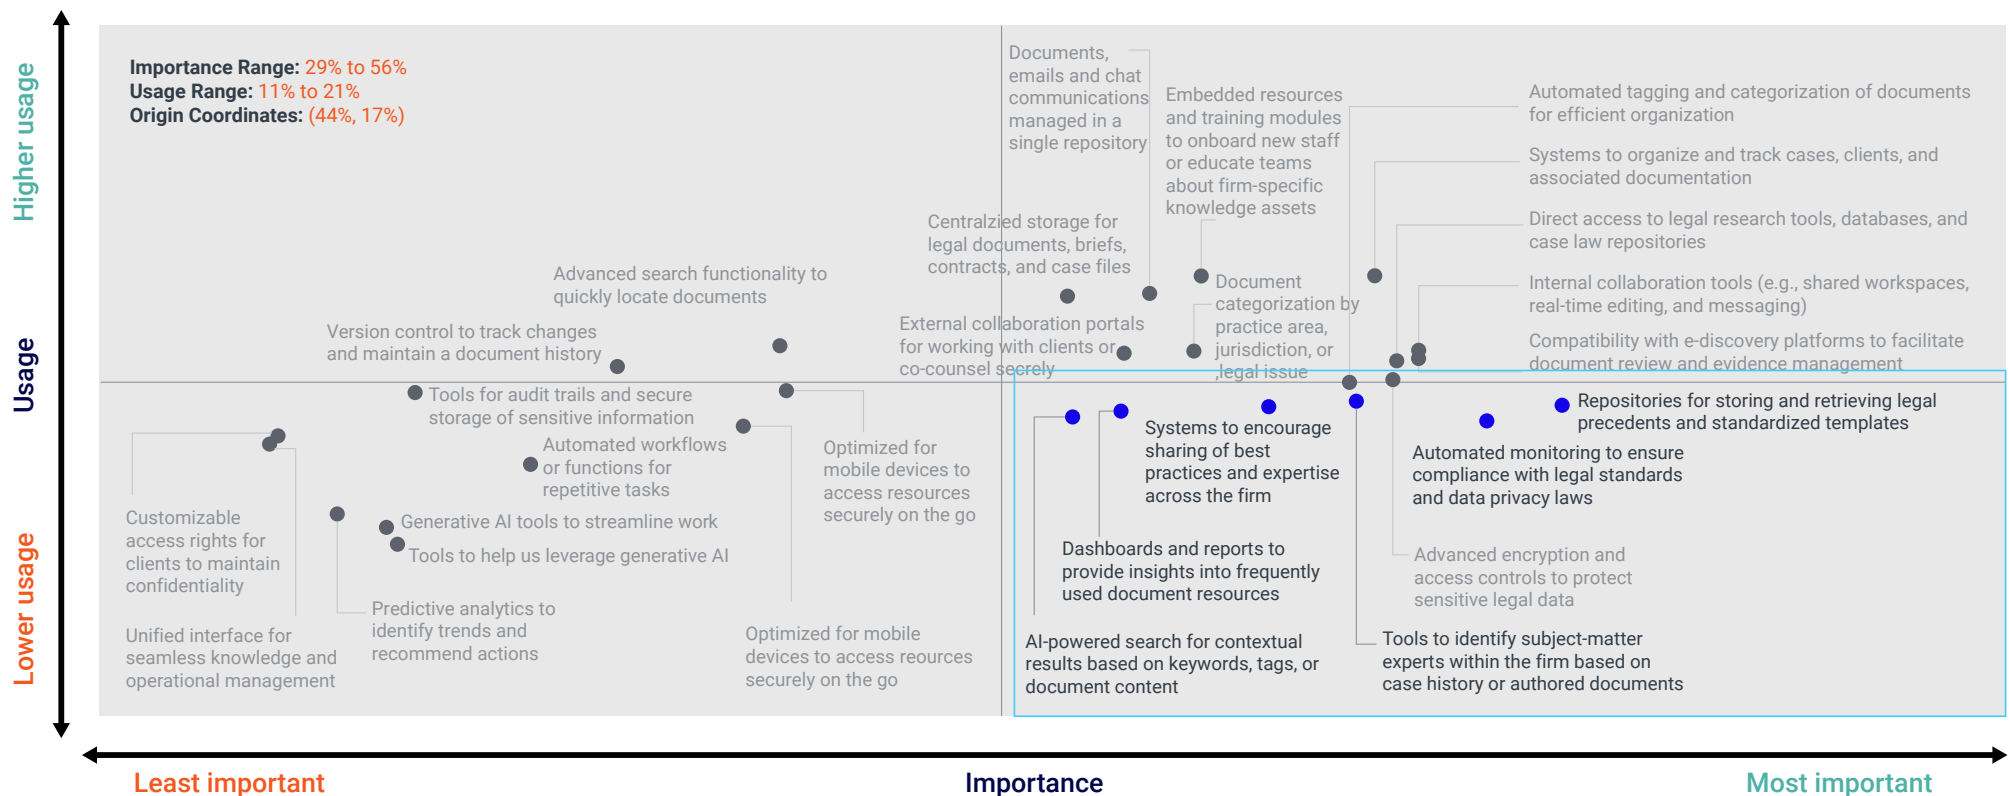 Higher usage
Usage
Lower usage
Importance Range: 29% to 56%
Usage Range: 11% to 21%
Origin Coordinates: (44%, 17%)
Documents,
emails and chat
communications
managed in a
single repository
Embedded resources
and training modules
to onboard new staff
or educate teams
about firm-specific
knowledge assets
Automated tagging and categorization of documents
for efficient organization
Systems to organize and track cases, clients, and
associated documentation
Direct access to legal research tools, databases, and
case law repositories
Internal collaboration tools (e.g., shared workspaces,
real-time editing, and messaging)
Compatibility with e-discovery platforms to facilitate
document review and evidence management
Centralzied storage for
legal documents, briefs,
contracts, and case files
Advanced search functionality to
quickly locate documents
Document
categorization by
practice area,
jurisdiction, or
,legal issue
External collaboration portals
for working with clients or
co-counsel secrely
Version control to track changes
and maintain a document history
Tools for audit trails and secure
storage of sensitive information
Automated workflows
or functions for
repetitive tasks
Optimized for
mobile devices to
access resources
securely on the go
Customizable
access rights for
clients to maintain
confidentiality
Generative AI tools to streamline work
Tools to help us leverage generative AI
Predictive analytics to
identify trends and
recommend actions
Unified interface for
seamless knowledge and
operational management
Optimized for mobile
devices to access reources
securely on the go
Repositories for storing and retrieving legal
precedents and standardized templates
Systems to encourage
sharing of best
practices and expertise
across the firm
Automated monitoring to ensure
compliance with legal standards
and data privacy laws
Dashboards and reports to
provide insights into frequently
used document resources
Advanced encryption and
access controls to protect
sensitive legal data
AI-powered search for contextual
results based on keywords, tags, or
document content
Tools to identify subject-matter
experts within the firm based on
case history or authored documents
Least important
Importance
Most important